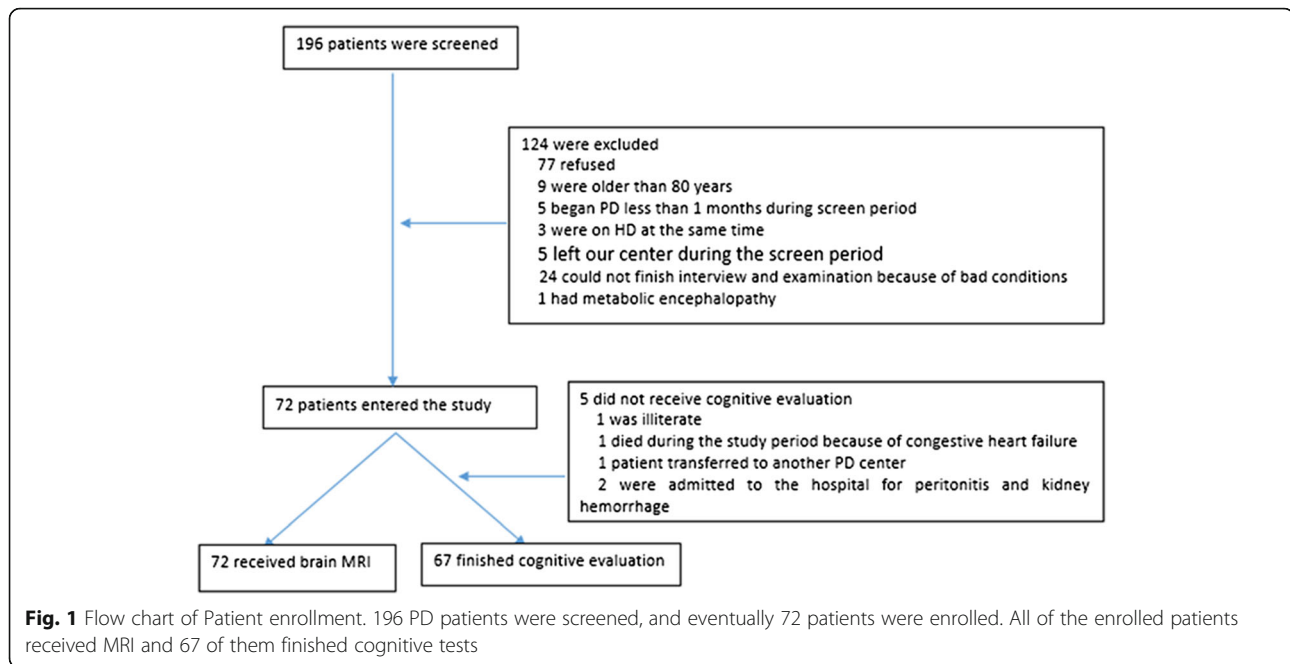 196 patients were screened
124 were excluded
77 refused
9 were older than 80 years
5 began PD less than 1 months during screen period
3 were on HD at the same time
5 left our center during the screen period
24 could not finish interview and examination because of bad conditions
1 had metabolic encephalopathy
72 patients entered the study
5 did not receive cognitive evaluation
1 was illiterate
1 died during the study period because of congestive heart failure
1 patient transferred to another PD center
2 were admitted to the hospital for peritonitis and kidney
hemorrhage
72 received brain MRI
67 finished cognitive evaluation
Fig. 1 Flow chart of Patient enrollment. 196 PD patients were screened, and eventually 72 patients were enrolled. All of the enrolled patients
received MRI and 67 of them finished cognitive tests